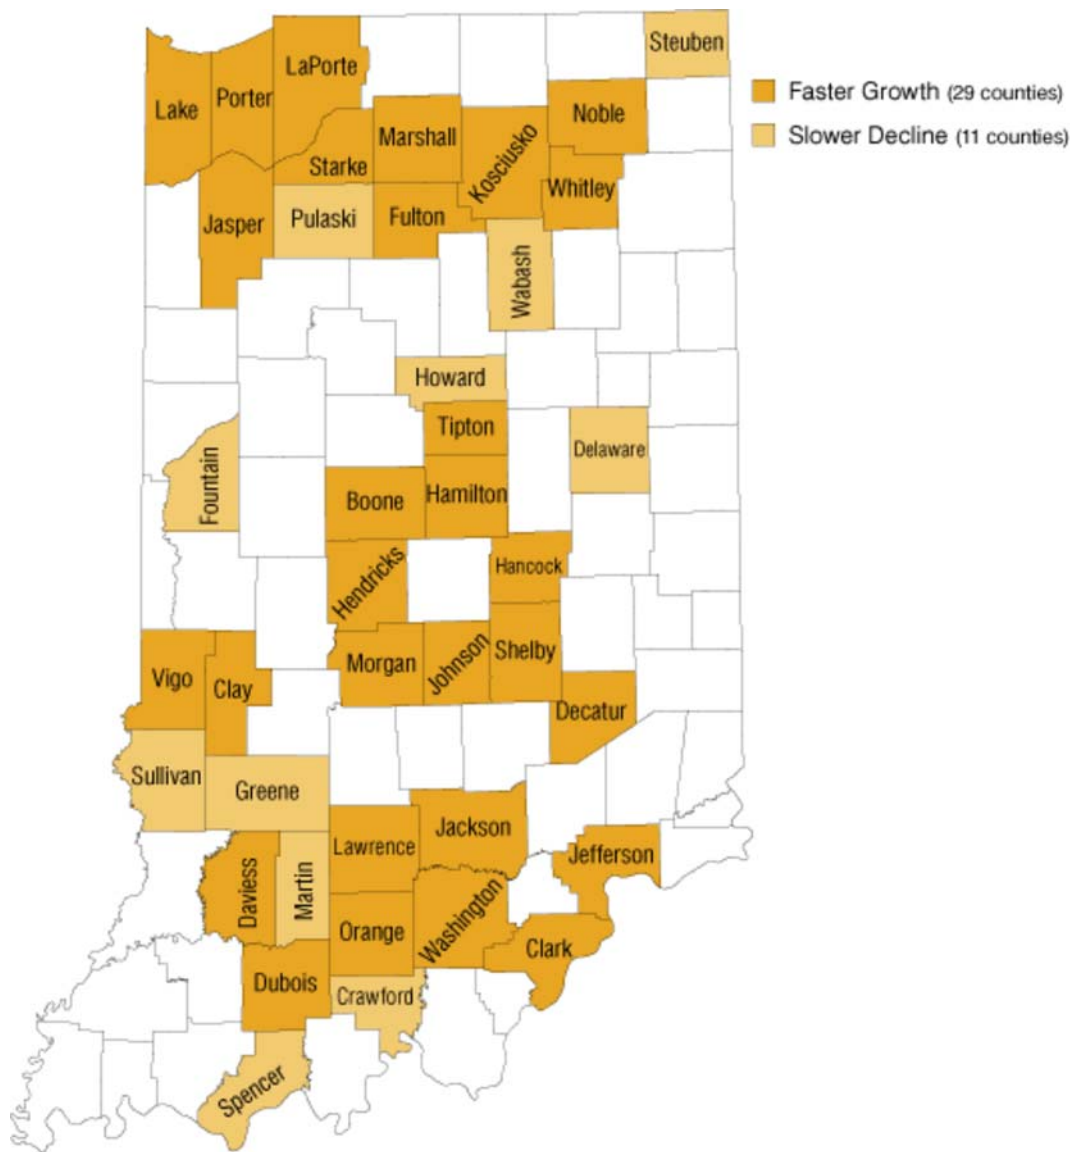 Steuben
LaPorte
Faster Growth (29 counties)
Lake
Porter
Noble
Slower Decline (11 counties)
Marshall
Kosciusko
Starke
Whitley
Jasper
Pulaski
Fulton
Wabash
Howard
Tipton
Delaware
Fountain
Boone
Hamilton
Hendricks
Hancock
Vigo
Clay
Morgan
Johnson
Shelby
Decatur
Sullivan
Greene
Jackson
Lawrence
Jefferson
Daviess
Martin
Orange
Washington
Clark
Dubois
Crawford
Spencer